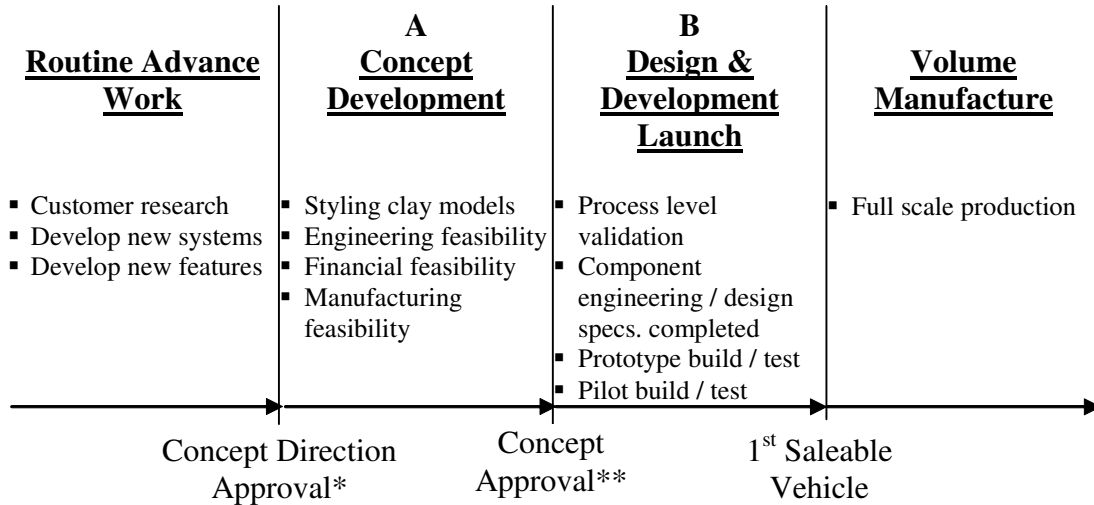 Routine Advance
Work
A
Concept
Development
B
Design &
Development
Launch
Volume
Manufacture
▪ Customer research
▪ Develop new systems
▪ Develop new features
▪ Styling clay models
▪ Engineering feasibility
▪ Financial feasibility
▪ Manufacturing
feasibility
▪ Process level
validation
▪ Component
engineering / design
specs. completed
▪ Prototype build / test
▪ Pilot build / test
▪ Full scale production
Concept Direction
Approval*
Concept
Approval**
1st Saleable
Vehicle